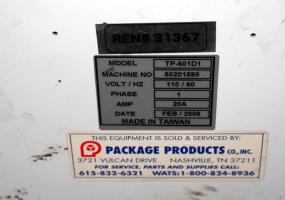 REN# 31367
MODEL TP-601D1
MACHINE NO 60201598
VOLT / HZ 110 / 60
PHASE 1
AMP 20A
DATE FEB / 2006
MADE IN TAIWAN
THIS EQUIPMENT IS SOLD & SERVICED BY:
PACKAGE PRODUCTS CO., INC.
3721 VULCAN DRIVE NASHVILLE, TN 37211
FOR SERVICE, PARTS AND SUPPLIES CALL:
615-832-6321 WATS: 1-800-824-8936